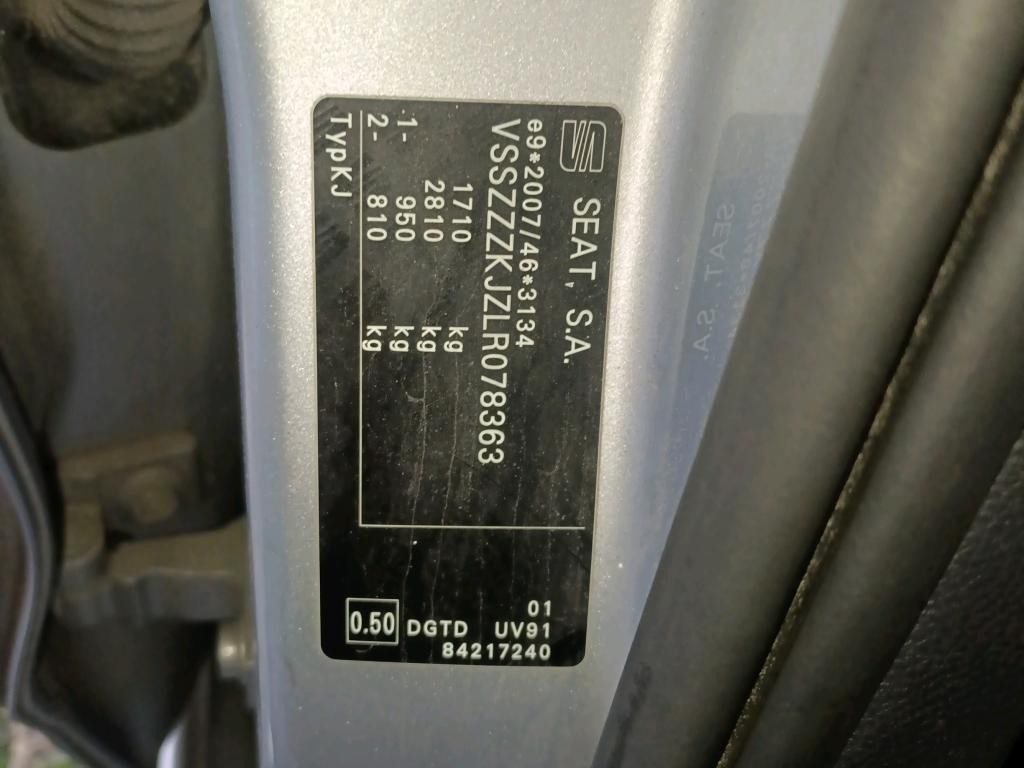 SEAT, S.A.
e9*2007/46*3134
VSSZZZKJZLR078363
1710 kg
2810 kg
1- 950 kg
2- 810 kg
TypKJ
01
UV91
84217240
DGTD
0.50
SEAT, S.A.